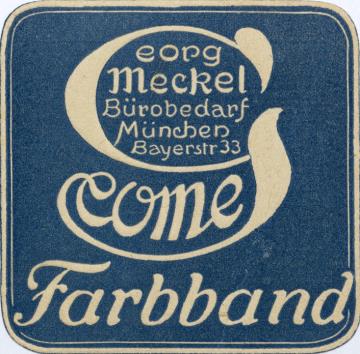 Georg
Meckel
Bürobedarf
München
Bayerstr 33
come
Farbband